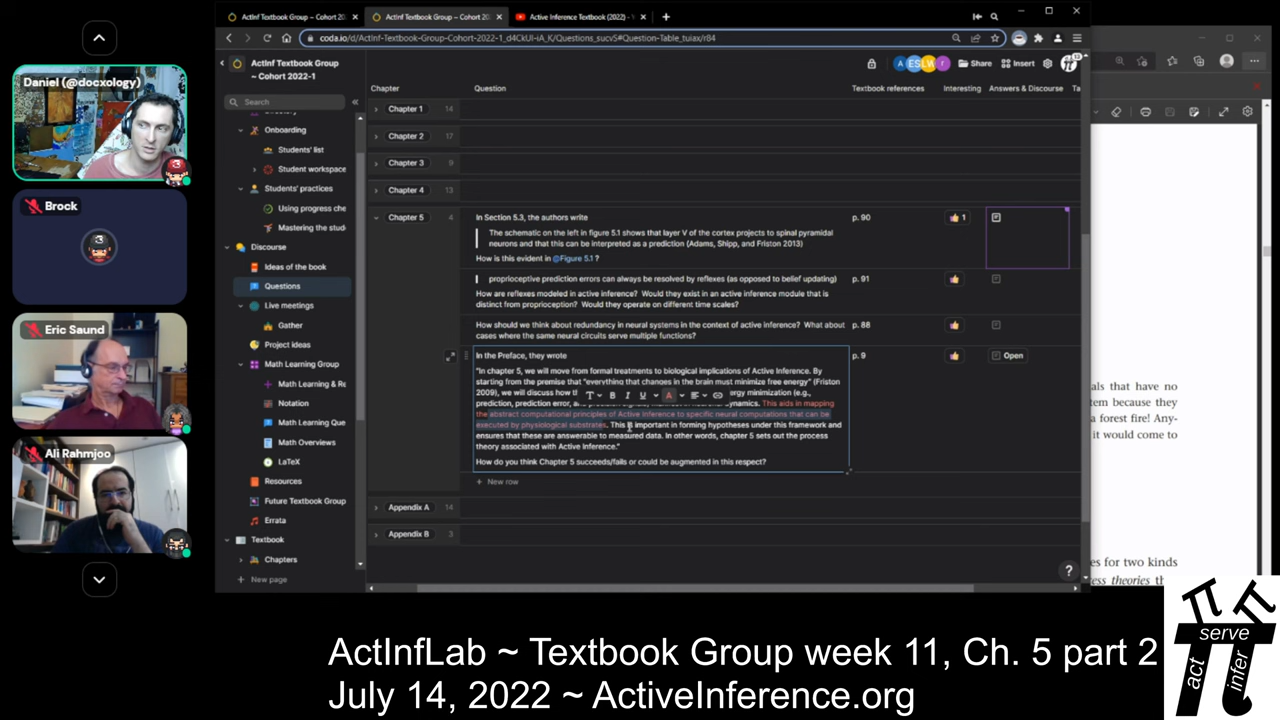 ActInf Textbook Group ~ Cohort 20
ActInf Textbook Group ~ Cohort 20
Active Inference Textbook (2022) -
coda.io/d/ActInf-Textbook-Group-Cohort-2022-1_d4CkUI-iA_K/Questions_sucv5#Question-Table_tuiax/r84
ActInf Textbook Group
~ Cohort 2022-1
Share
Insert
Search
Onboarding
Students' list
Student workspace
Students' practices
Using progress che
Mastering the stud
Discourse
Ideas of the book
Questions
Live meetings
Gather
Project ideas
Math Learning Group
Math Learning & Re
Notation
Math Learning Que
Math Overviews
LaTeX
Resources
Future Textbook Group
Errata
Textbook
Chapters
New page
Chapter
Question
Textbook references
Interesting
Answers & Discourse
Ta
Chapter 1
14
Chapter 2
17
Chapter 3
9
Chapter 4
13
Chapter 5
4
In Section 5.3, the authors write
The schematic on the left in figure 5.1 shows that layer V of the cortex projects to spinal pyramidal
neurons and that this can be interpreted as a prediction (Adams, Shipp, and Friston 2013)
How is this evident in @Figure 5.1 ?
p. 90
1
proprioceptive prediction errors can always be resolved by reflexes (as opposed to belief updating)
How are reflexes modeled in active inference? Would they exist in an active inference module that is
distinct from proprioception? Would they operate on different time scales?
p. 91
How should we think about redundancy in neural systems in the context of active inference? What about
cases where the same neural circuits serve multiple functions?
p. 88
In the Preface, they wrote
"In chapter 5, we will move from formal treatments to biological implications of Active Inference. By
starting from the premise that "everything that changes in the brain must minimize free energy" (Friston
2009), we will discuss how th
rgy minimization (e.g.,
prediction, prediction error, an
dynamics. This aids in mapping
the abstract computational principles of Active Inference to specific neural computations that can be
executed by physiological substrates. This is important in forming hypotheses under this framework and
ensures that these are answerable to measured data. In other words, chapter 5 sets out the process
theory associated with Active Inference."
How do you think Chapter 5 succeeds/fails or could be augmented in this respect?
p. 9
Open
New row
Appendix A
14
Appendix B
3
als that have no
tem because they
a forest fire! Any-
it would come to
es for two kinds
Daniel (@docxology)
Brock
Eric Saund
Ali Rahmjoo
ActInfLab ~ Textbook Group week 11, Ch. 5 part 2
July 14, 2022 ~ ActiveInference.org
serve
act
infer